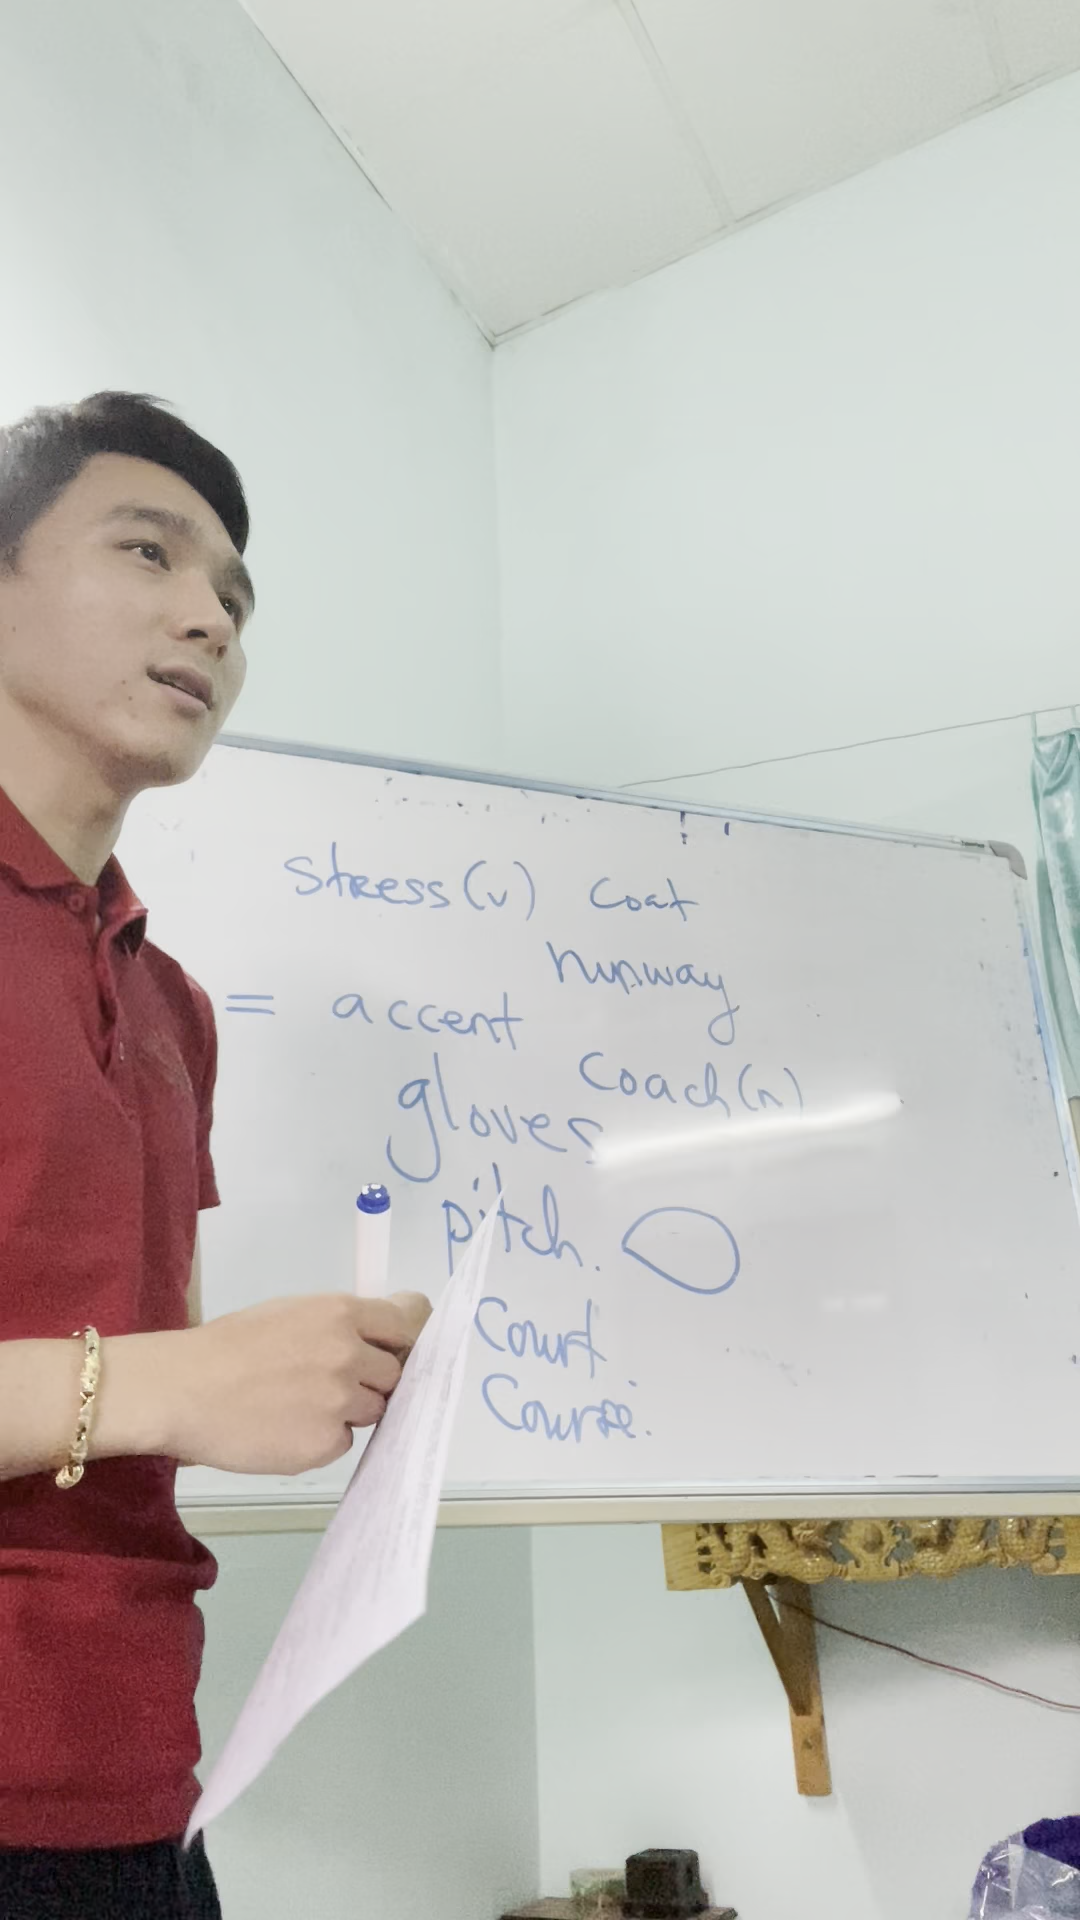 stress (v) coat
runway
= accent
coach (n)
gloves
pitch.
court
course.